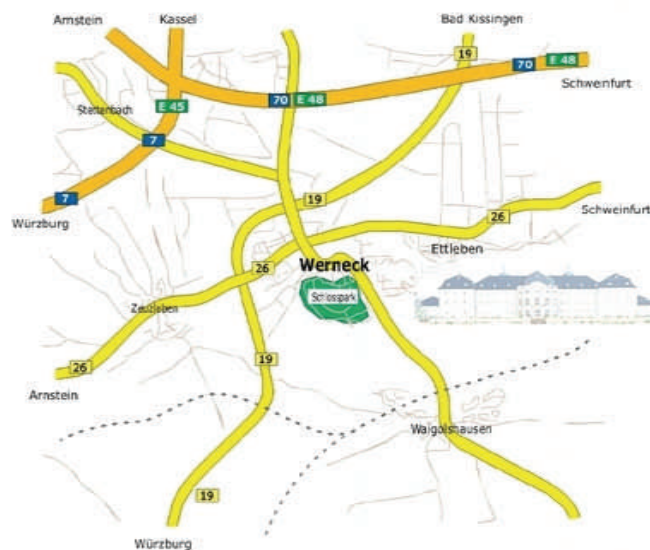 Arnstein
Kassel
Bad Kissingen
19
70
E 48
Schweinfurt
Stettenbach
E 45
70
E 48
7
7
Würzburg
19
26
Schweinfurt
Ettleben
26
Werneck
Schlosspark
Zeuzleben
19
26
Arnstein
Waigolshausen
19
Würzburg